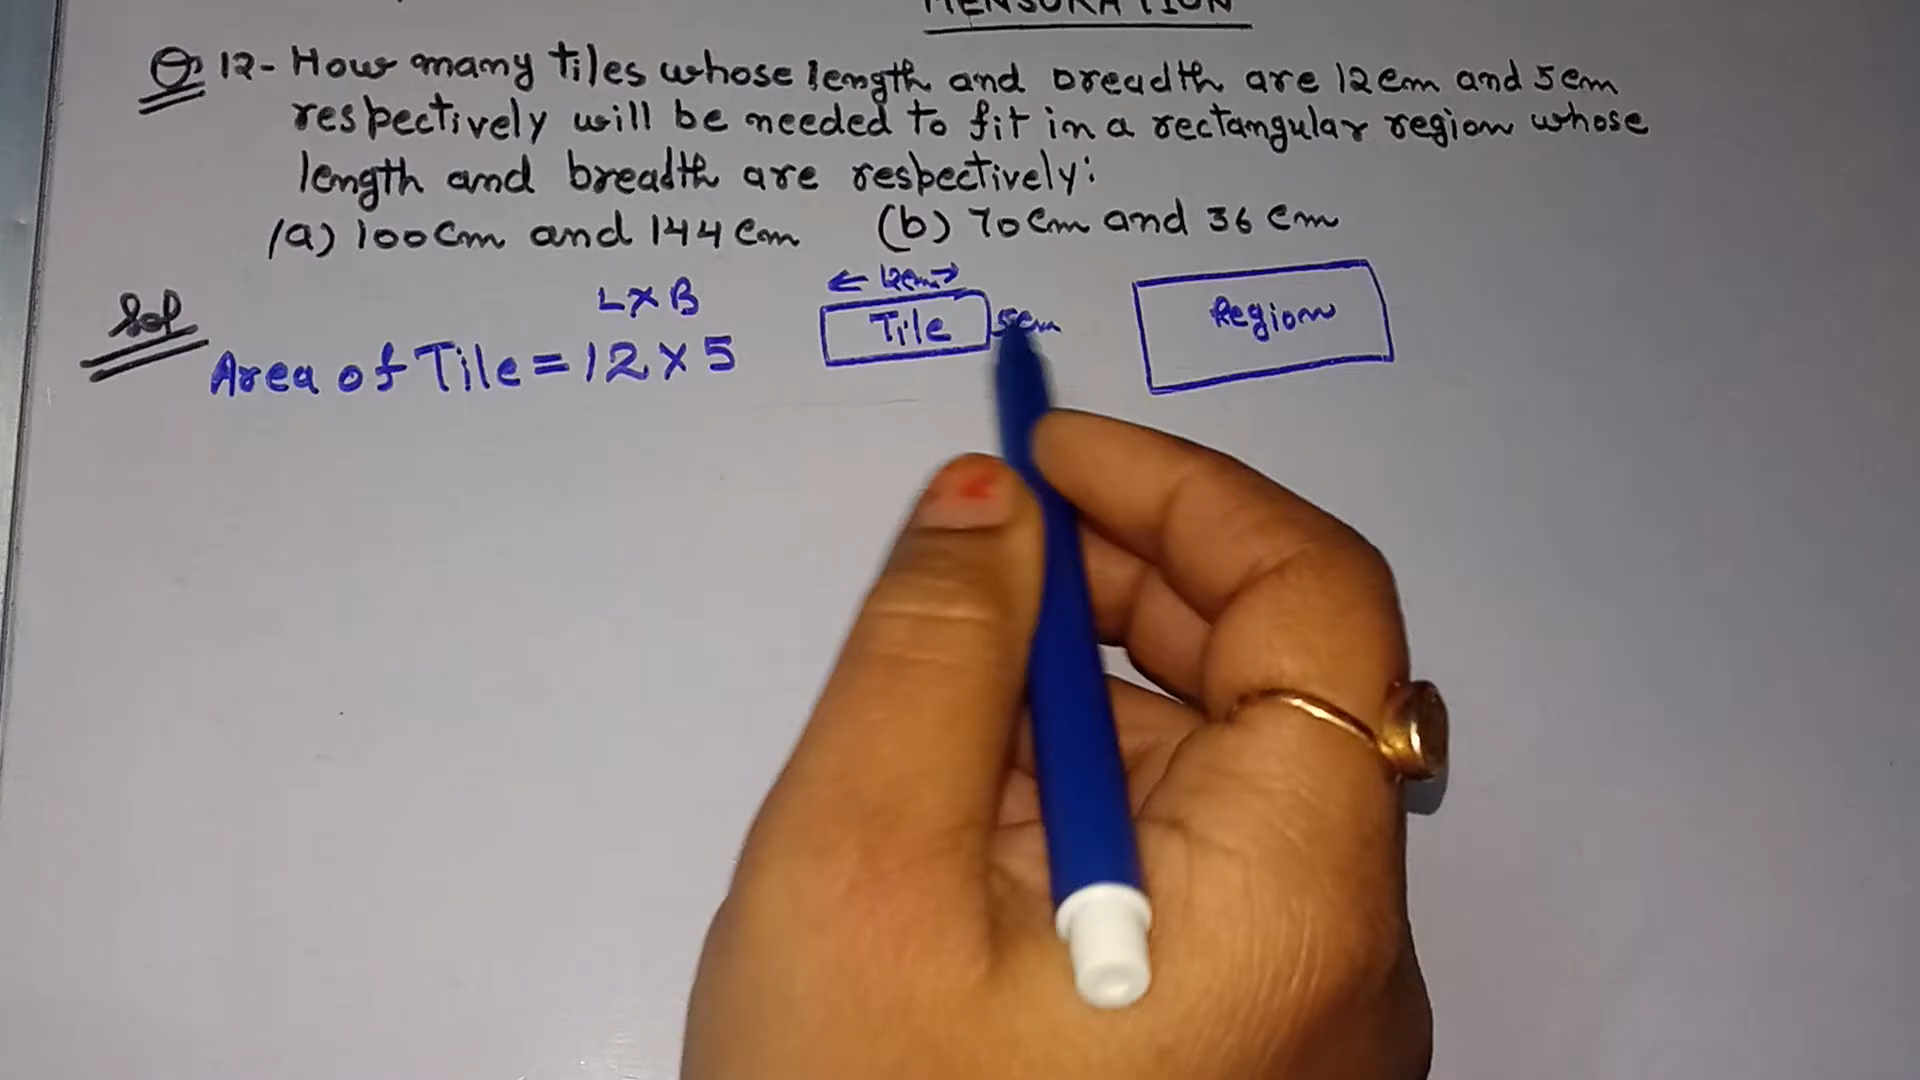 MENSURATION
Q 12- How many tiles whose length and breadth are 12cm and 5cm
respectively will be needed to fit in a rectangular region whose
length and breadth are respectively:
(a) 100cm and 144cm (b) 70cm and 36cm
Sol
L × B
Area of Tile = 12 × 5
12cm
Tile
5cm
Region